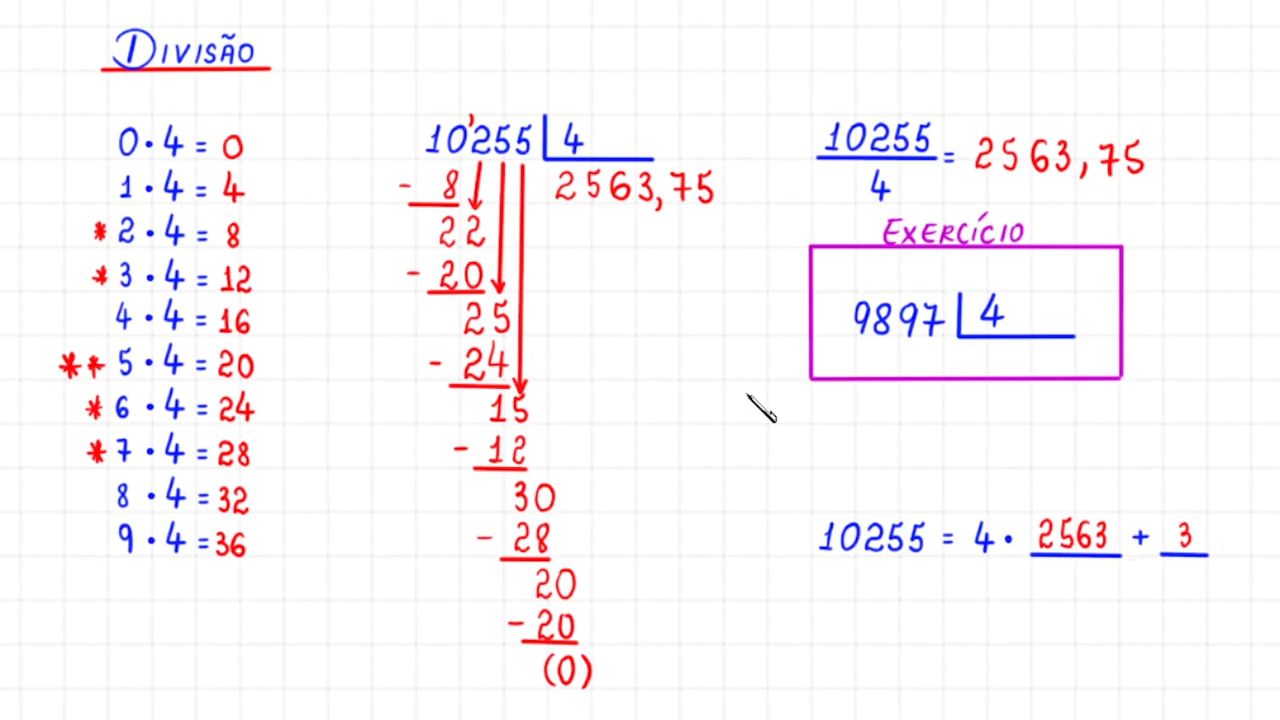 DIVISÃO
0 · 4 = 0
1 · 4 = 4
* 2 · 4 = 8
* 3 · 4 = 12
4 · 4 = 16
** 5 · 4 = 20
* 6 · 4 = 24
* 7 · 4 = 28
8 · 4 = 32
9 · 4 = 36
10'255 4
- 8 2563,75
22
- 20
25
- 24
15
- 12
30
- 28
20
- 20
(0)
10255
= 2563,75
4
EXERCÍCIO
9897 4
10255 = 4 · 2563 + 3